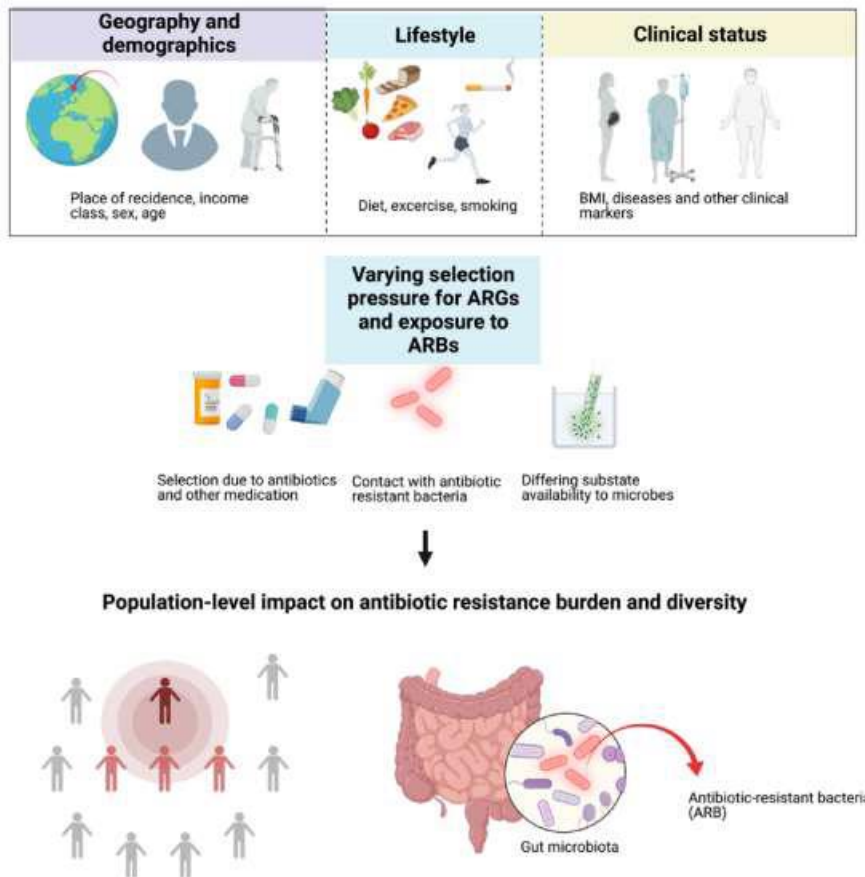 Geography and
demographics
Lifestyle
Clinical status
Place of recidence, income
class, sex, age
Diet, excercise, smoking
BMI, diseases and other clinical
markers
Varying selection
pressure for ARGs
and exposure to
ARBs
Selection due to antibiotics
and other medication
Contact with antibiotic
resistant bacteria
Differing substate
availability to microbes
Population-level impact on antibiotic resistance burden and diversity
Antibiotic-resistant bacteria
(ARB)
Gut microbiota